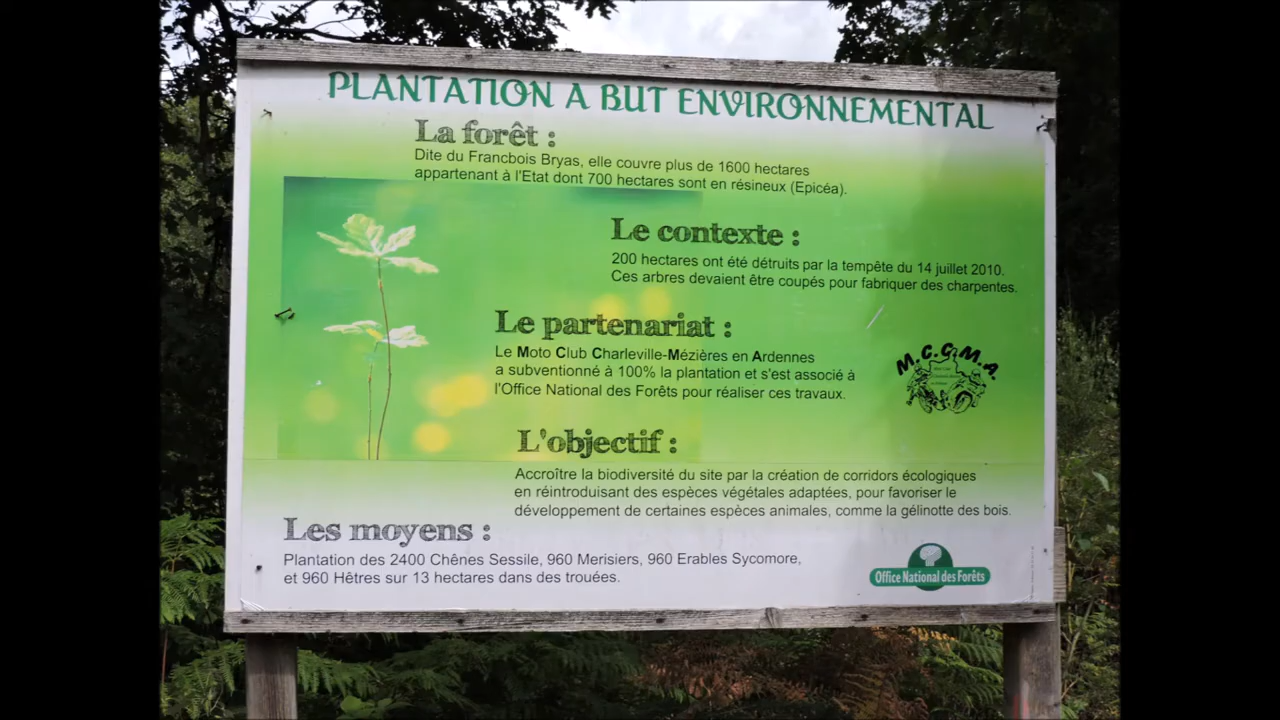 PLANTATION A BUT ENVIRONNEMENTAL
La forêt :
Dite du Francbois Bryas, elle couvre plus de 1600 hectares
appartenant à l'Etat dont 700 hectares sont en résineux (Epicéa).
Le contexte :
200 hectares ont été détruits par la tempête du 14 juillet 2010.
Ces arbres devaient être coupés pour fabriquer des charpentes.
Le partenariat :
Le Moto Club Charleville-Mézières en Ardennes
a subventionné à 100% la plantation et s'est associé à
l'Office National des Forêts pour réaliser ces travaux.
M.C.C.M.A.
L'objectif :
Accroître la biodiversité du site par la création de corridors écologiques
en réintroduisant des espèces végétales adaptées, pour favoriser le
développement de certaines espèces animales, comme la gélinotte des bois.
Les moyens :
Plantation des 2400 Chênes Sessile, 960 Merisiers, 960 Erables Sycomore,
et 960 Hêtres sur 13 hectares dans des trouées.
Office National des Forêts